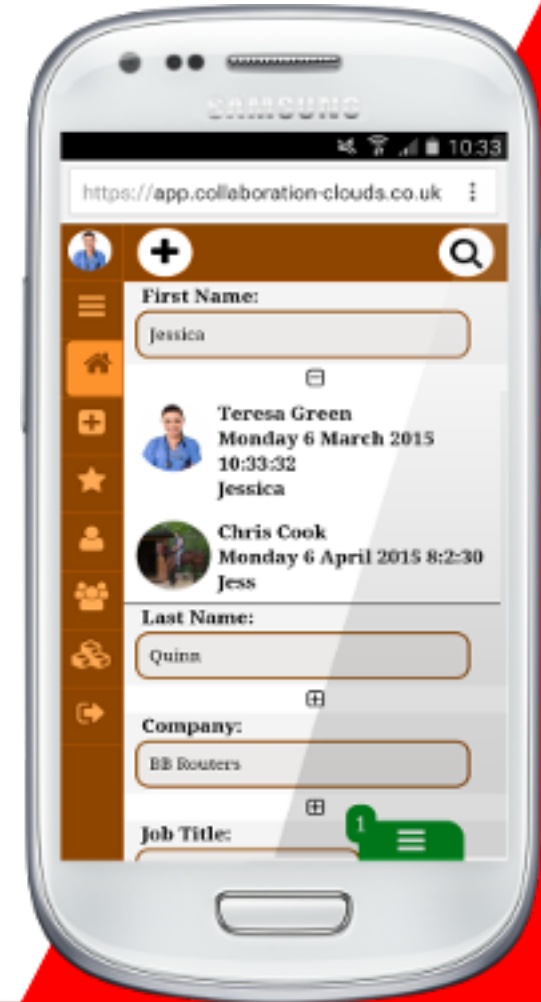 SAMSUNG
10:33
https://app.collaboration-clouds.co.uk
First Name:
Jessica
Teresa Green
Monday 6 March 2015
10:33:32
Jessica
Chris Cook
Monday 6 April 2015 8:2:30
Jess
Last Name:
Quinn
Company:
BB Routers
1
Job Title: